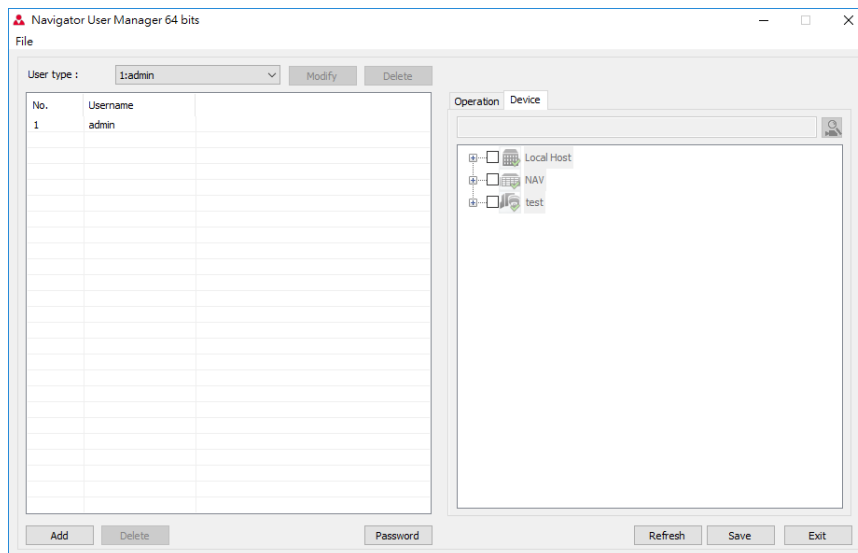 Navigator User Manager 64 bits
File
User type : 1:admin Modify Delete
Operation Device
No. Username
1 admin
Local Host
NAV
test
Add Delete Password Refresh Save Exit